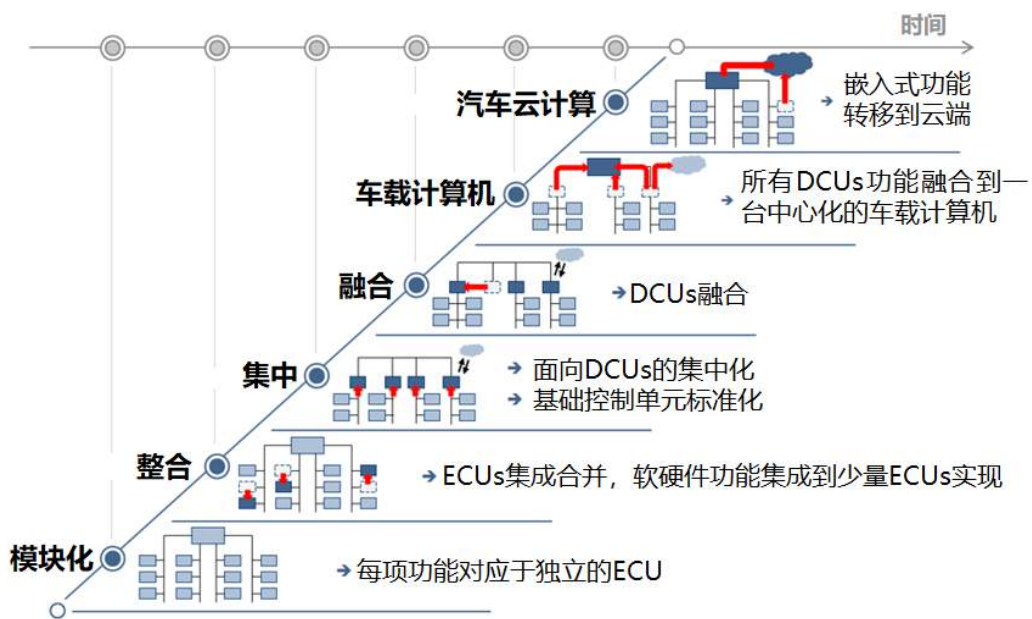 时间
汽车云计算
嵌入式功能
转移到云端
车载计算机
所有DCUs功能融合到一
台中心化的车载计算机
融合
DCUs融合
集中
面向DCUs的集中化
基础控制单元标准化
整合
ECUs集成合并，软硬件功能集成到少量ECUs实现
模块化
每项功能对应于独立的ECU